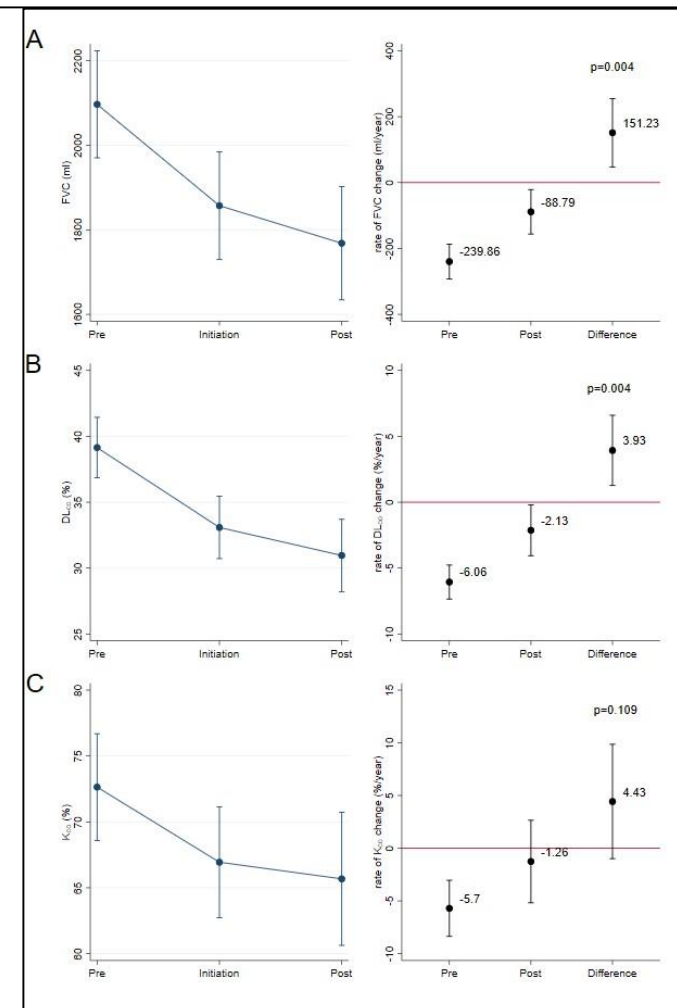 A
FVC (ml)
2200
2000
1800
1600
Pre Initiation Post
rate of FVC change (ml/year)
400
200
0
-200
-400
p=0.004
151.23
-88.79
-239.86
Pre Post Difference
B
DL_CO (%)
45
40
35
30
25
Pre Initiation Post
rate of DL_CO change (%/year)
10
5
0
-5
-10
p=0.004
3.93
-2.13
-6.06
Pre Post Difference
C
K_CO (%)
80
75
70
65
60
Pre Initiation Post
rate of K_CO change (%/year)
15
10
5
0
-5
-10
p=0.109
4.43
-1.26
-5.7
Pre Post Difference